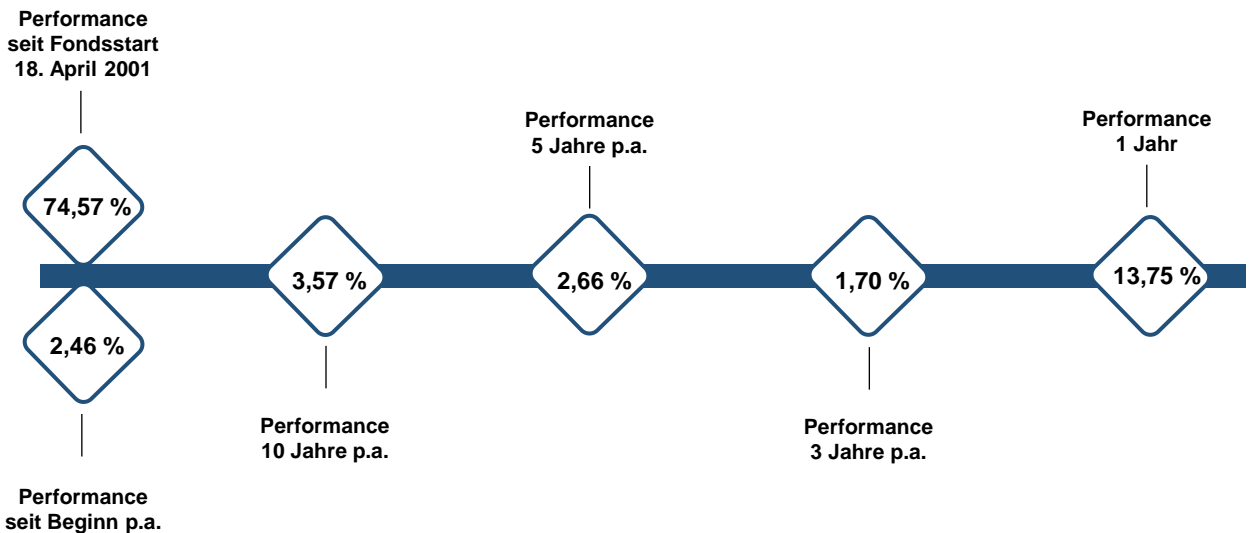 Performance
seit Fondsstart
18. April 2001
74,57 %
2,46 %
Performance
seit Beginn p.a.
3,57 %
Performance
10 Jahre p.a.
Performance
5 Jahre p.a.
2,66 %
1,70 %
Performance
3 Jahre p.a.
Performance
1 Jahr
13,75 %